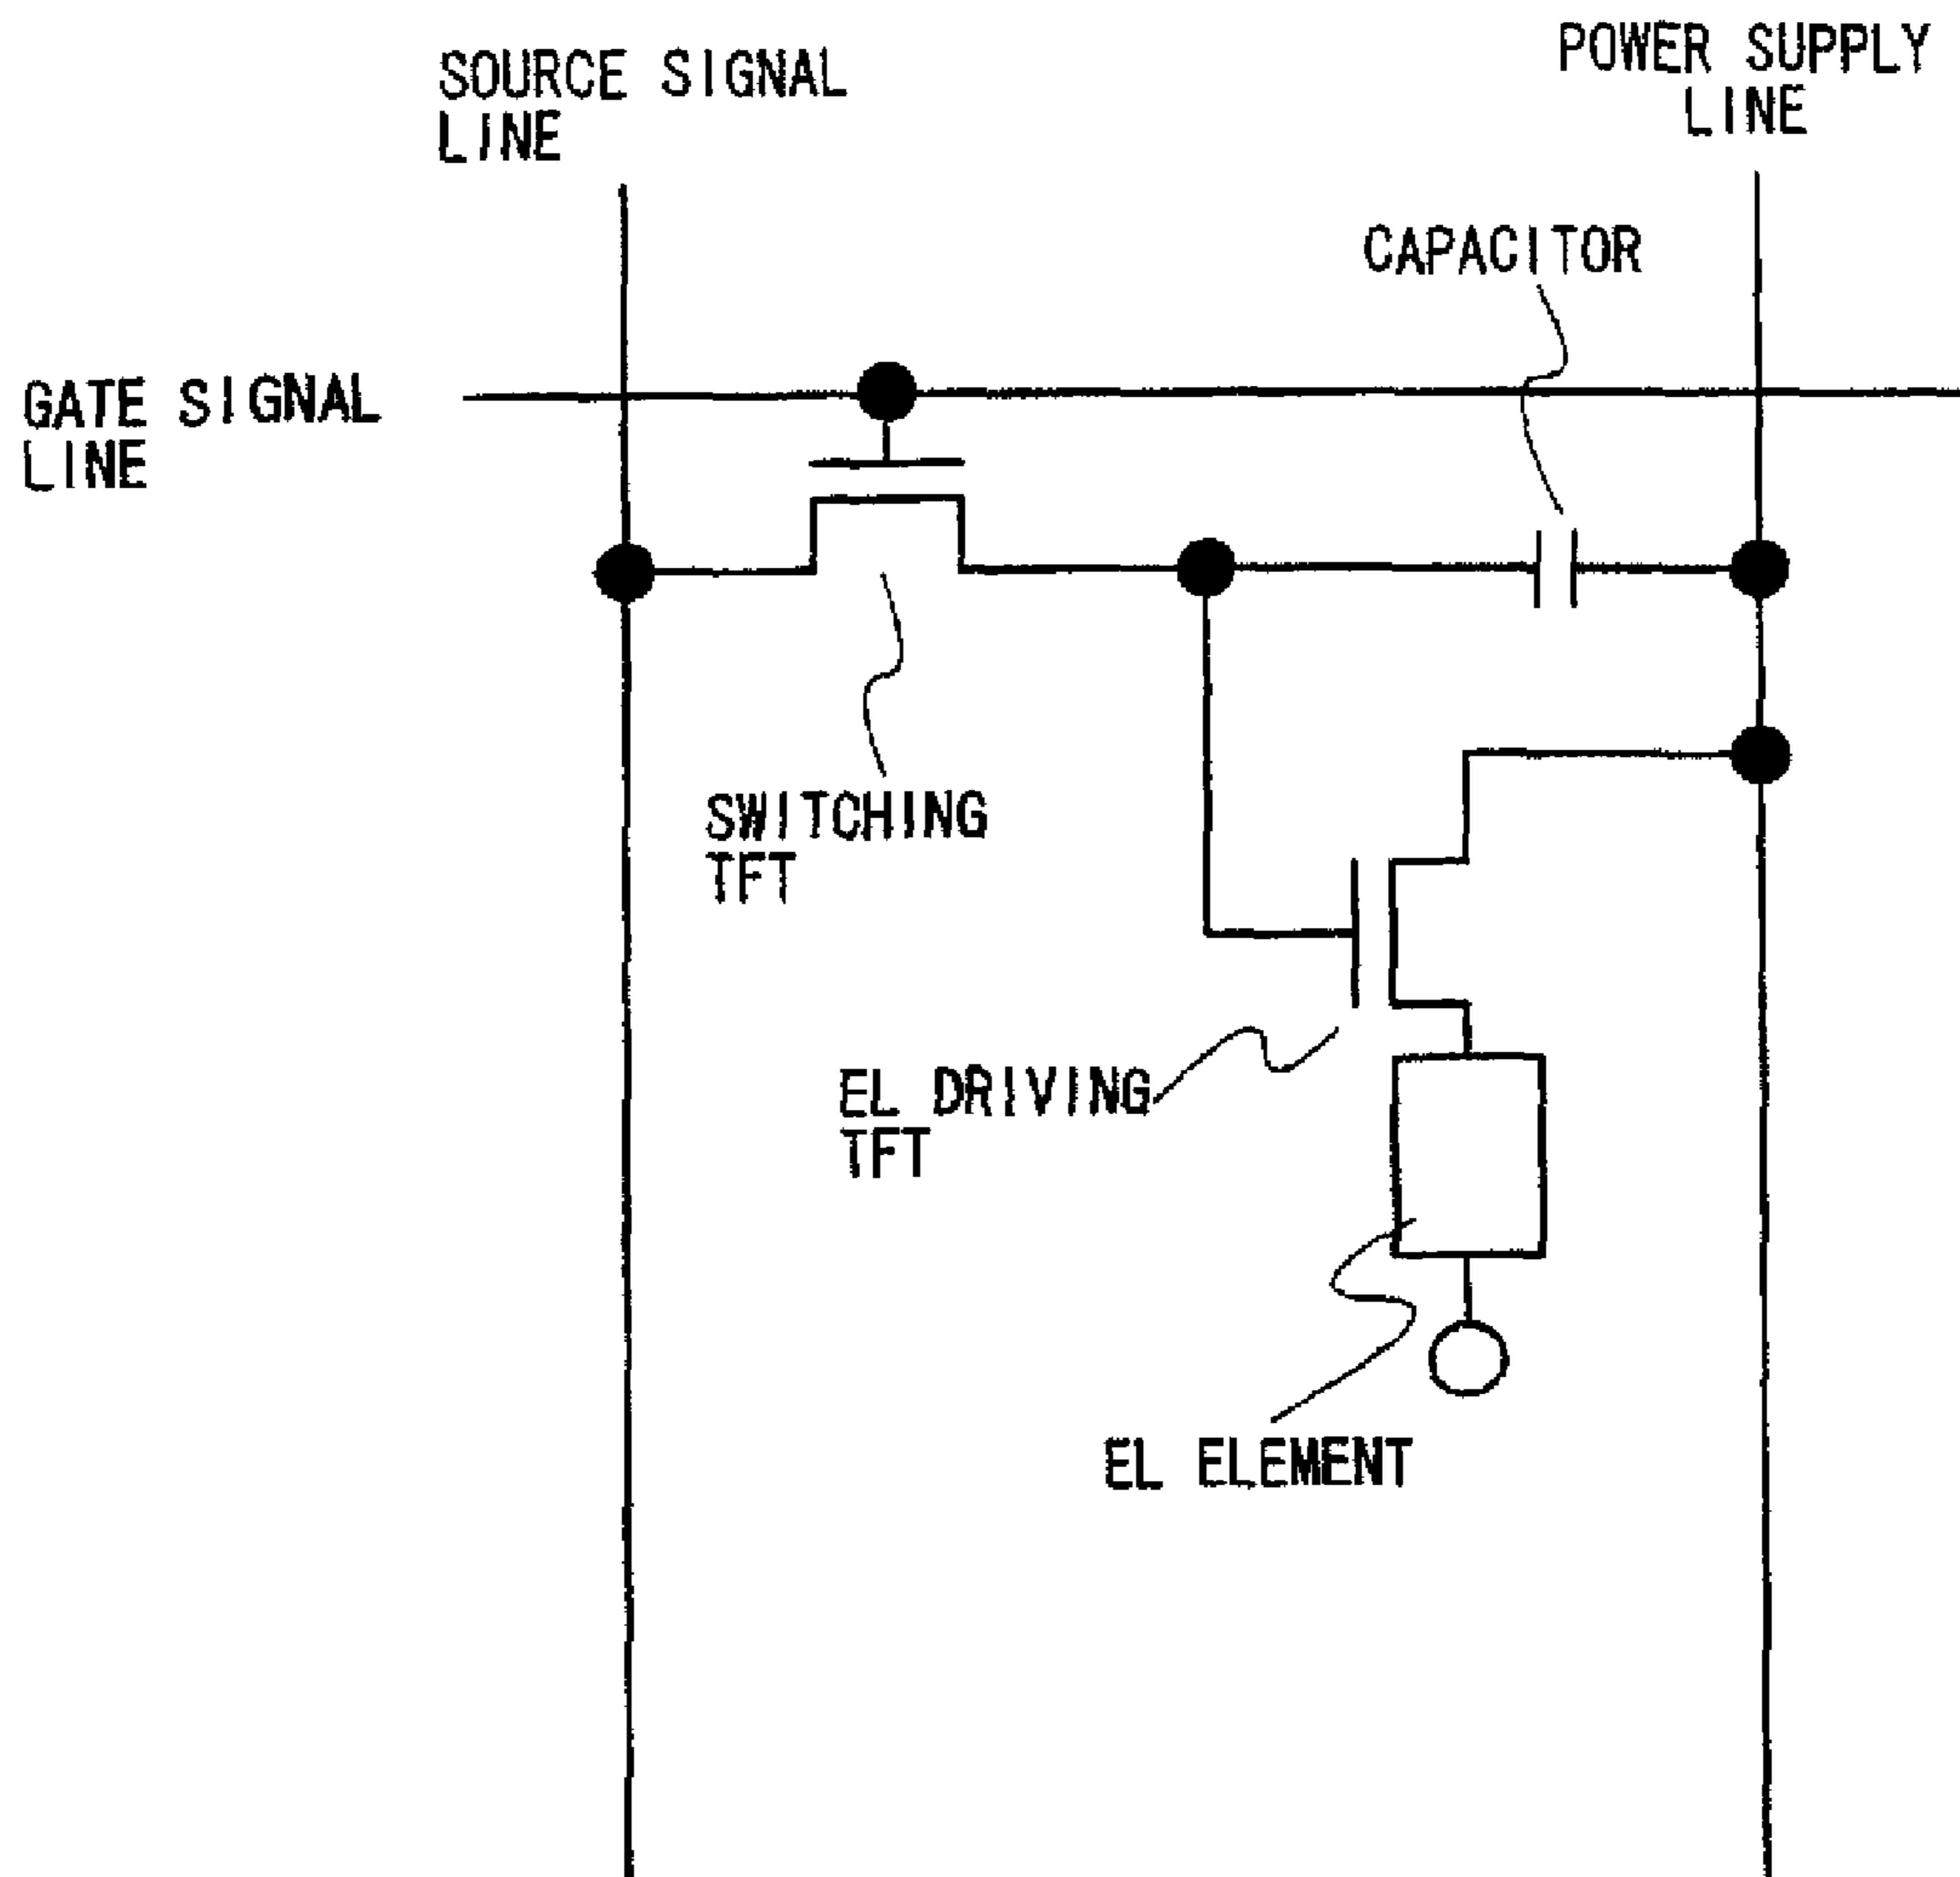 SOURCE SIGNAL
LINE
POWER SUPPLY
LINE
CAPACITOR
GATE SIGNAL
LINE
SWITCHING
TFT
EL DRIVING
TFT
EL ELEMENT